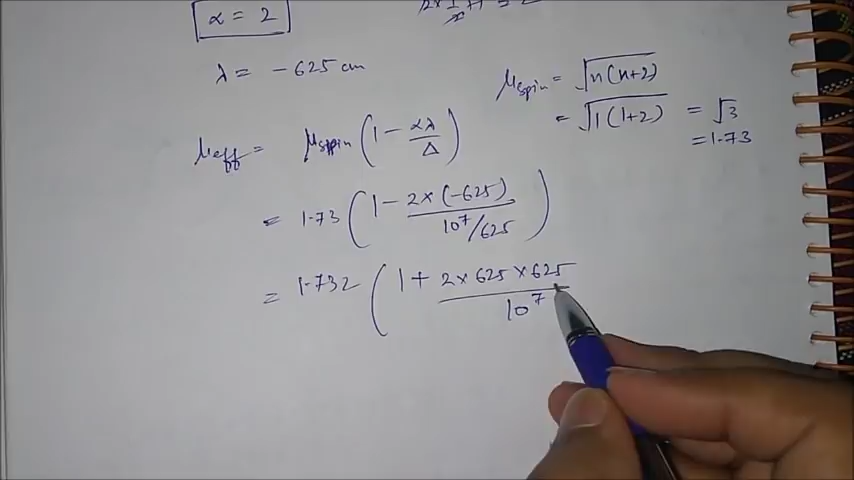 α = 2
λ = -625 cm
μspin = √n(n+2)
= √1(1+2) = √3
= 1.73
μeff = μspin (1 - αλ/Δ)
= 1.73 (1 - 2×(-625)/10⁷/625)
= 1.732 (1 + 2×625×625/10⁷